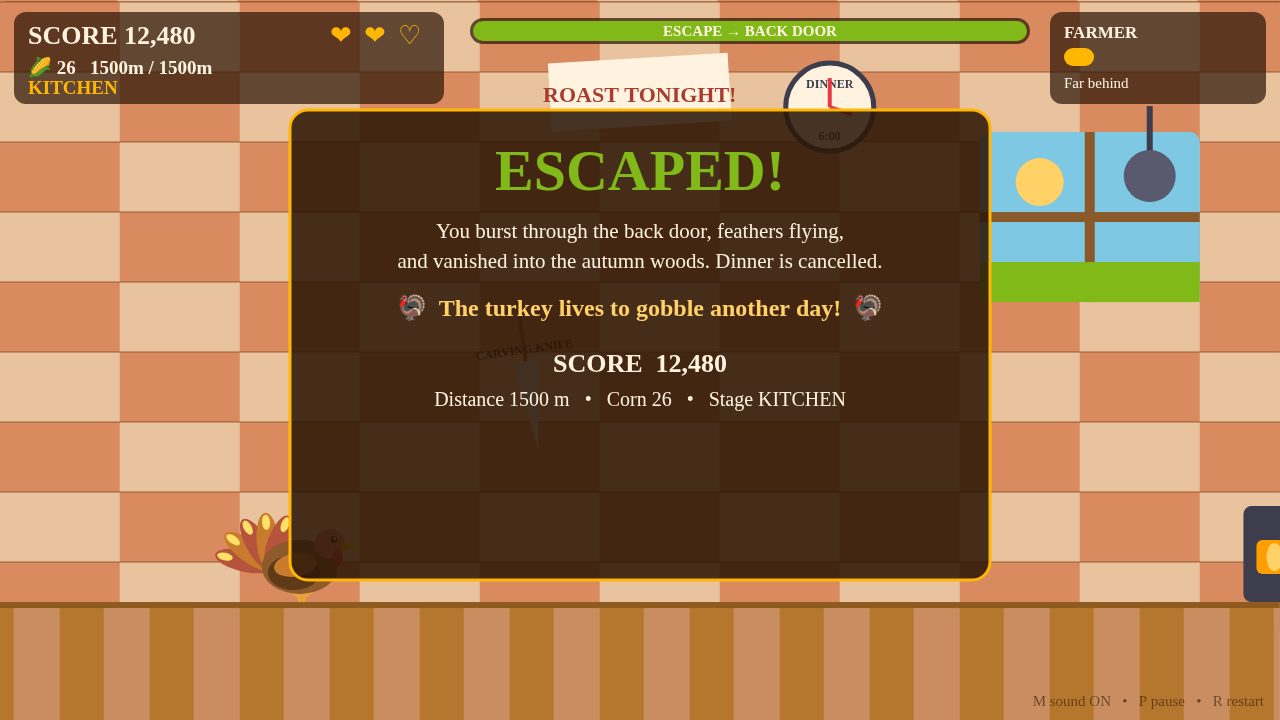 SCORE 12,480 ❤ ❤ ♡
🌽 26 1500m / 1500m
KITCHEN
ESCAPE → BACK DOOR
FARMER
Far behind
ROAST TONIGHT!
DINNER
6:00
ESCAPED!
You burst through the back door, feathers flying,
and vanished into the autumn woods. Dinner is cancelled.
🦃 The turkey lives to gobble another day! 🦃
CARVING KNIFE
SCORE 12,480
Distance 1500 m • Corn 26 • Stage KITCHEN
M sound ON • P pause • R restart